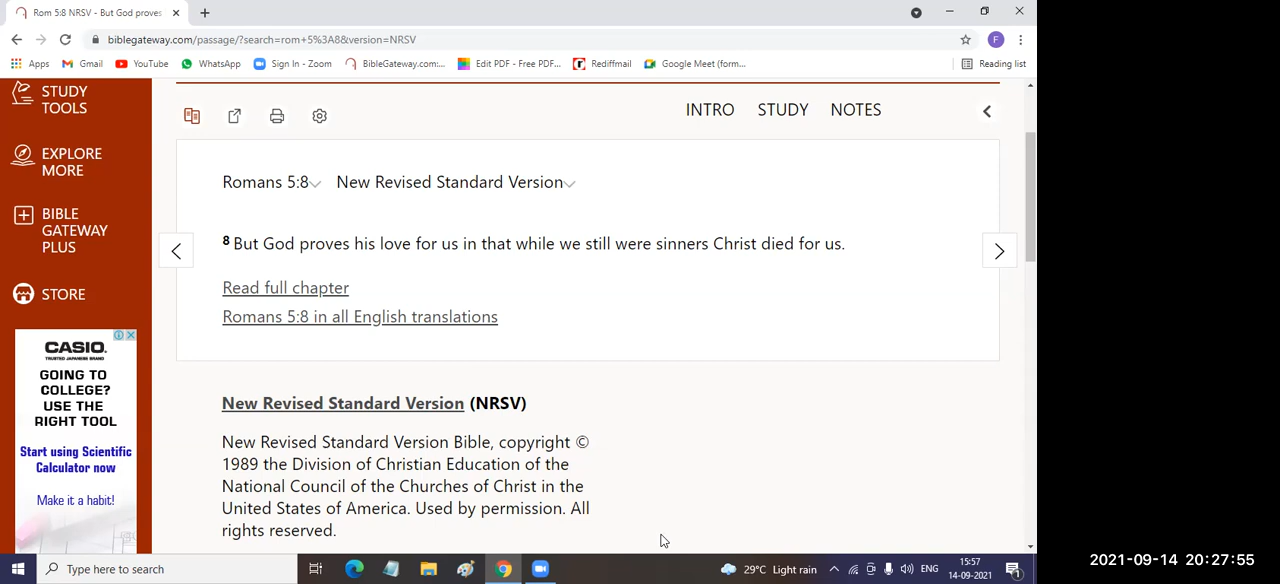 Rom 5:8 NRSV - But God proves
biblegateway.com/passage/?search=rom+5%3A8&version=NRSV
F
Apps Gmail YouTube WhatsApp Sign In - Zoom BibleGateway.com:... Edit PDF - Free PDF... Rediffmail Google Meet (form... Reading list
STUDY
TOOLS
EXPLORE
MORE
BIBLE
GATEWAY
PLUS
STORE
CASIO.
TRUSTED JAPANESE BRAND
GOING TO
COLLEGE?
USE THE
RIGHT TOOL
Start using Scientific
Calculator now
Make it a habit!
INTRO STUDY NOTES
Romans 5:8 New Revised Standard Version
8 But God proves his love for us in that while we still were sinners Christ died for us.
Read full chapter
Romans 5:8 in all English translations
New Revised Standard Version (NRSV)
New Revised Standard Version Bible, copyright ©
1989 the Division of Christian Education of the
National Council of the Churches of Christ in the
United States of America. Used by permission. All
rights reserved.
Type here to search
29°C Light rain
ENG
15:57
14-09-2021
1
2021-09-14 20:27:55